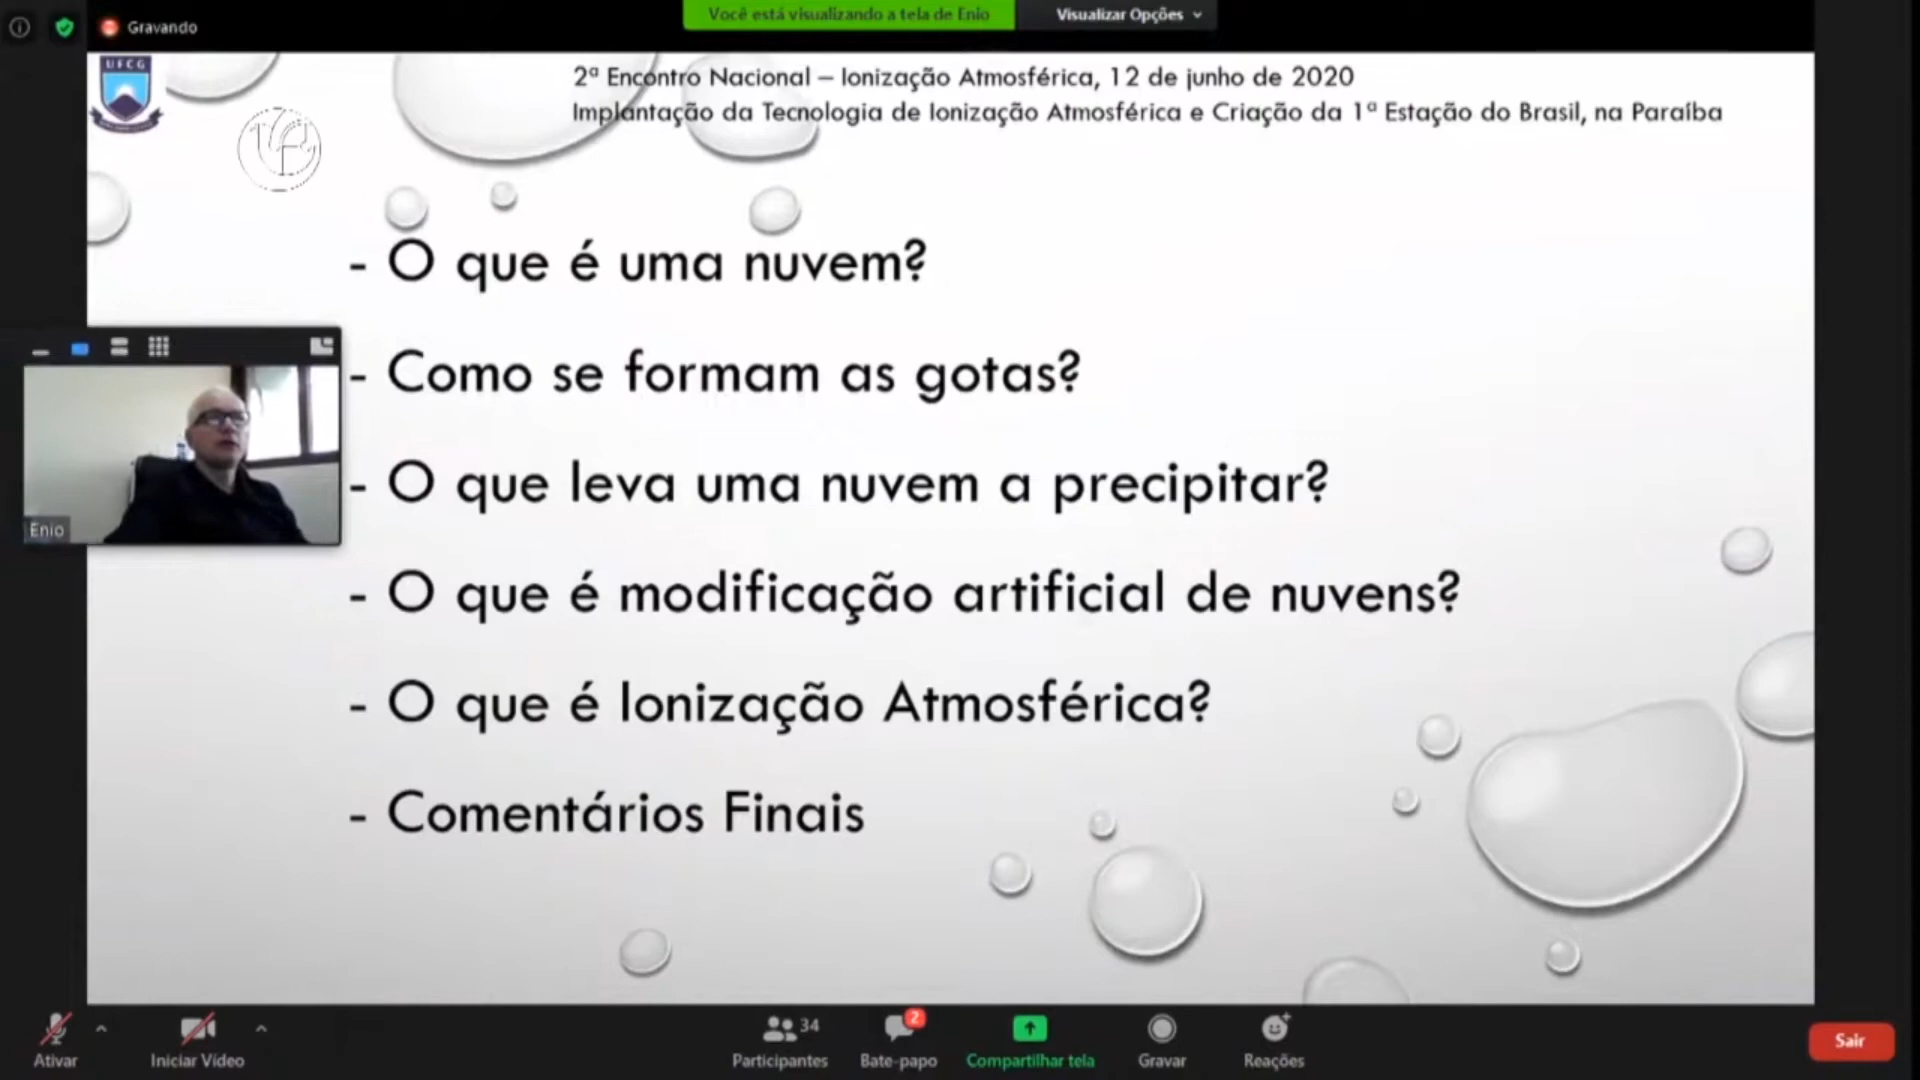 Gravando
Você está visualizando a tela de Enio
Visualizar Opções
UFCG
2º Encontro Nacional – Ionização Atmosférica, 12 de junho de 2020
Implantação da Tecnologia de Ionização Atmosférica e Criação da 1ª Estação do Brasil, na Paraíba
- O que é uma nuvem?
- Como se formam as gotas?
- O que leva uma nuvem a precipitar?
- O que é modificação artificial de nuvens?
- O que é Ionização Atmosférica?
- Comentários Finais
Enio
Ativar
Iniciar Vídeo
34
Participantes
2
Bate-papo
Compartilhar tela
Gravar
Reações
Sair